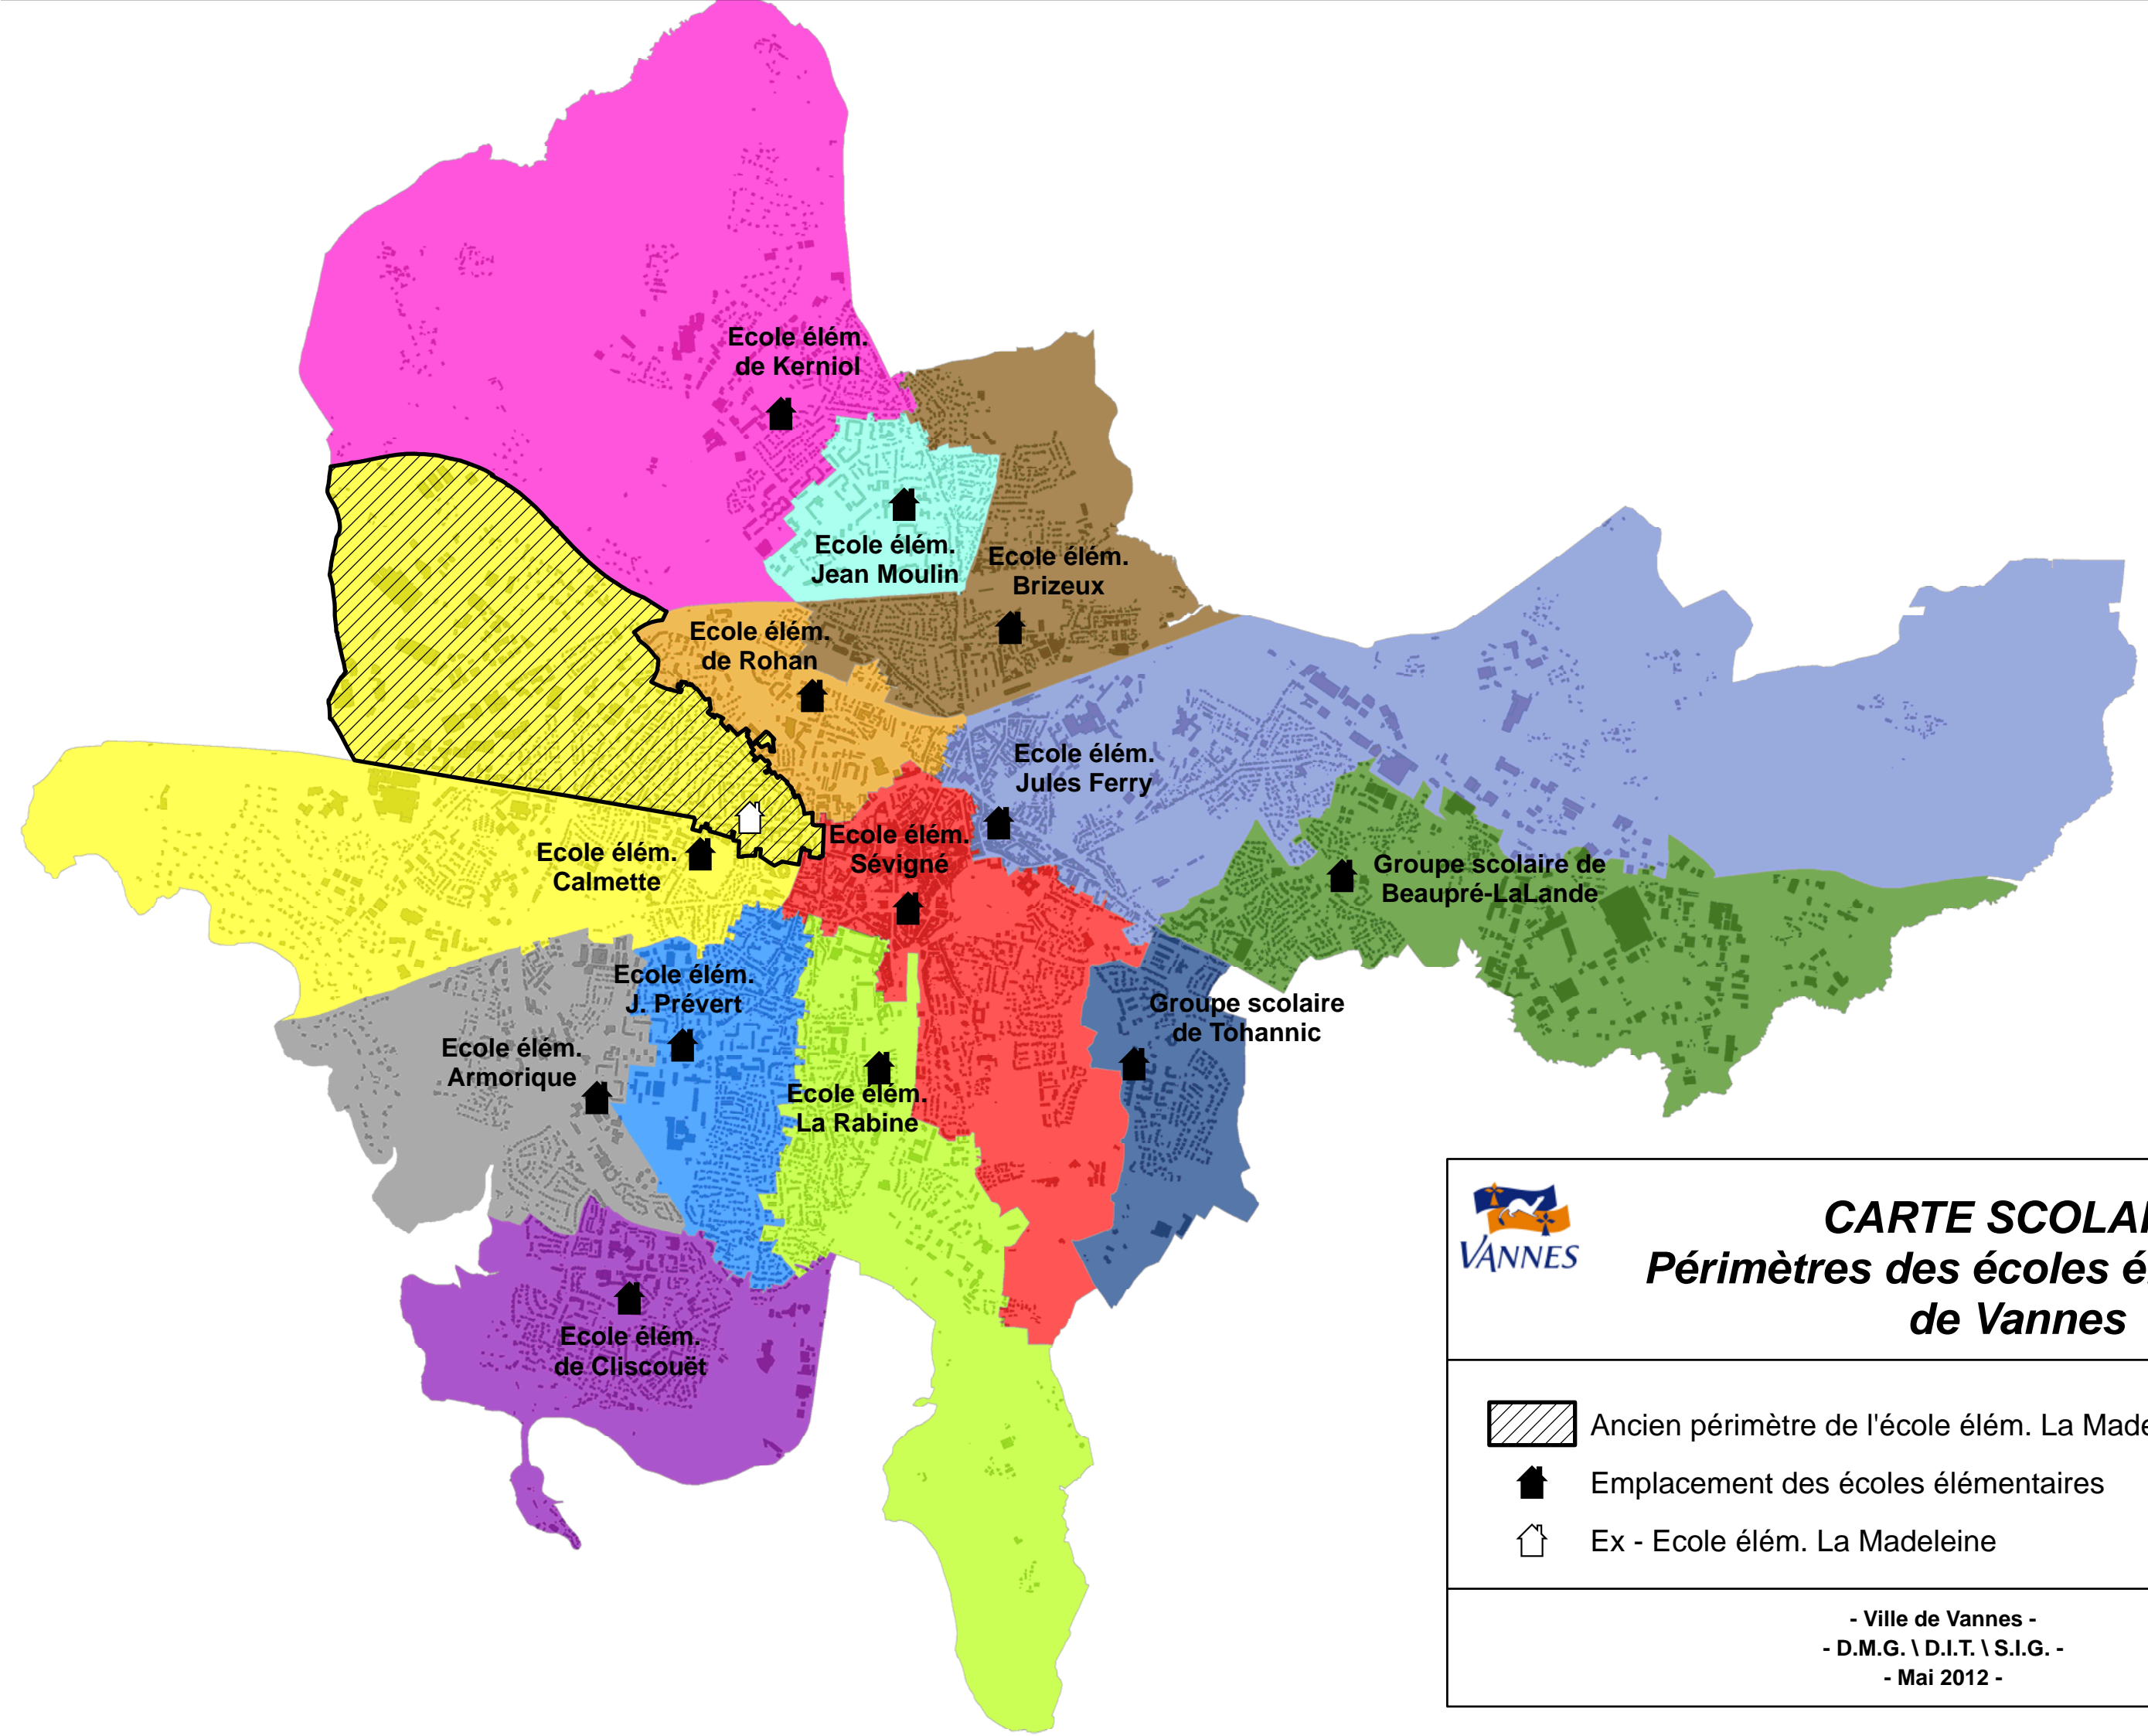 Ecole élém.
de Kerniol
Ecole élém.
Jean Moulin
Ecole élém.
Brizeux
Ecole élém.
de Rohan
Ecole élém.
Jules Ferry
Ecole élém.
Sévigné
Ecole élém.
Calmette
Groupe scolaire de
Beaupré-LaLande
Ecole élém.
J. Prévert
Groupe scolaire
de Tohannic
Ecole élém.
Armorique
Ecole élém.
La Rabine
Ecole élém.
de Cliscouët
VANNES
CARTE SCOLAI
Périmètres des écoles é
de Vannes
Ancien périmètre de l'école élém. La Made
Emplacement des écoles élémentaires
Ex - Ecole élém. La Madeleine
- Ville de Vannes -
- D.M.G. \ D.I.T. \ S.I.G. -
- Mai 2012 -